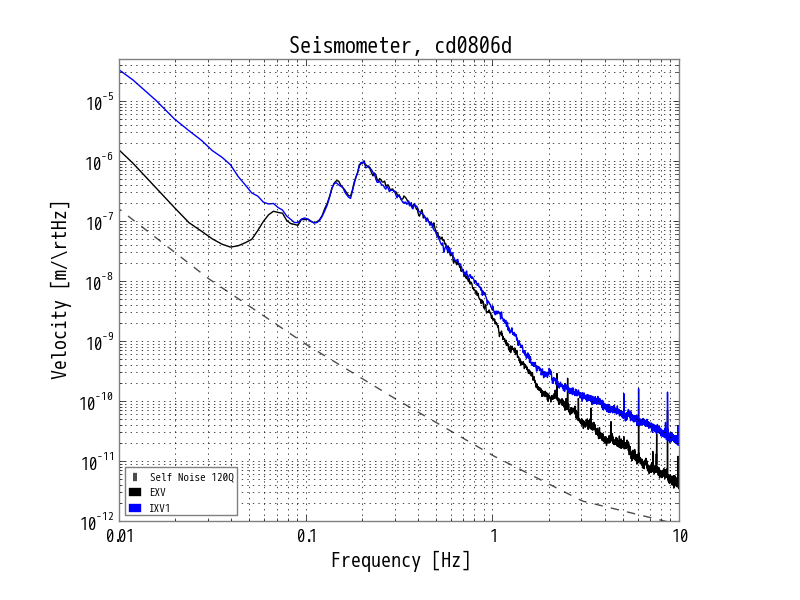 Seismometer, cd0806d
Velocity [m/\rtHz]
10^-5
10^-6
10^-7
10^-8
10^-9
10^-10
10^-11
10^-12
Self Noise 120Q
EXV
IXV1
0.01 0.1 1 10
Frequency [Hz]